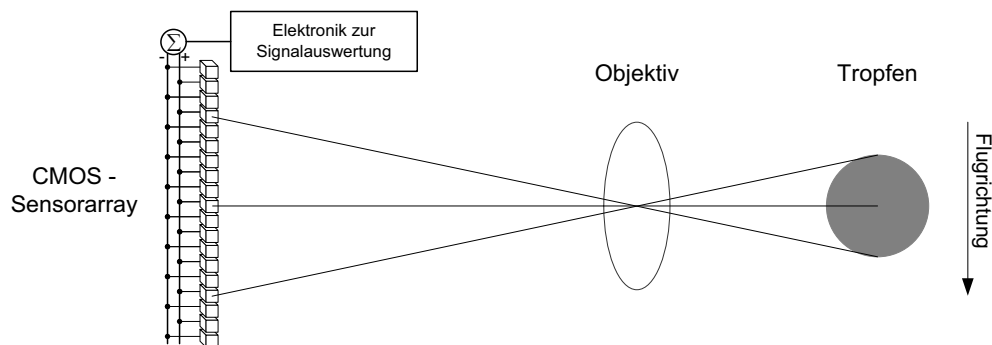 Elektronik zur
Signalauswertung
Σ
- +
Objektiv
Tropfen
CMOS -
Sensorarray
Flugrichtung